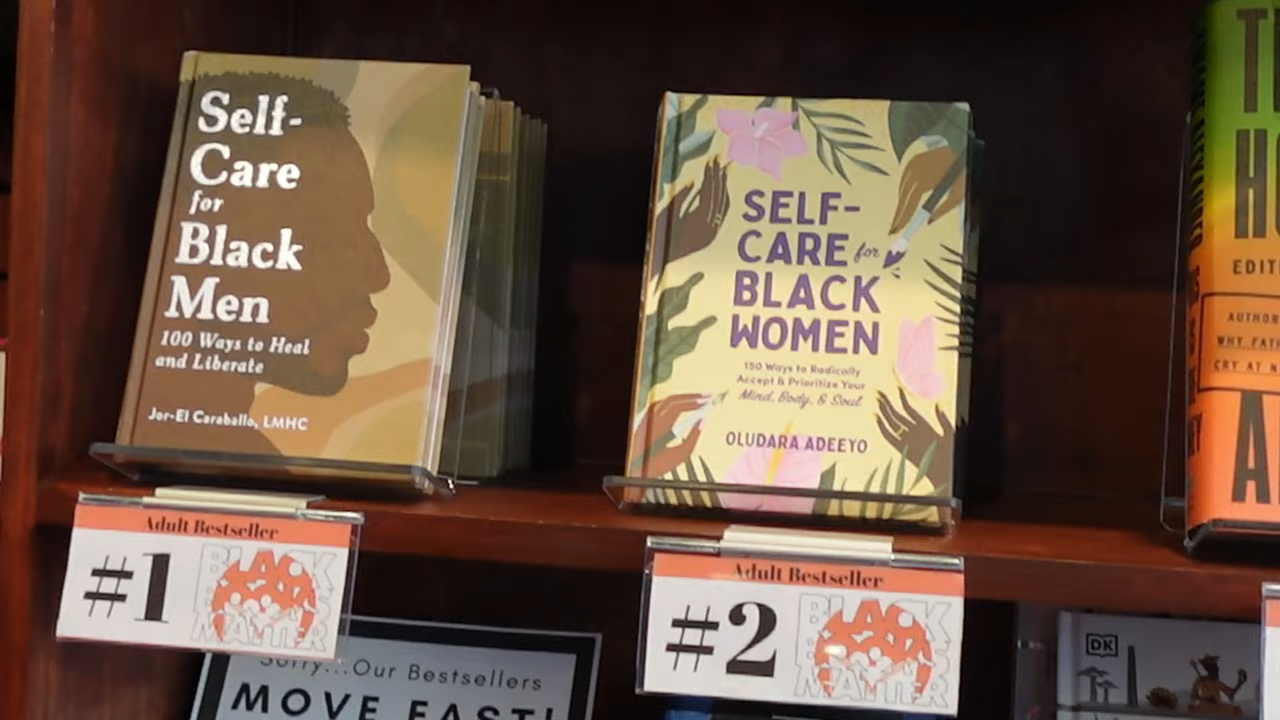 Self-
Care
for
Black
Men
100 Ways to Heal
and Liberate
Jor-El Caraballo, LMHC
SELF-
CARE for
BLACK
WOMEN
150 Ways to Radically
Accept & Prioritize Your
Mind, Body, & Soul
OLUDARA ADEEYO
EDIT
AUTHOR
WHY FAT
CRY AT N
Adult Bestseller
#1
BLACK
MATTER
Adult Bestseller
#2
BLACK
MATTER
Sorry...Our Bestsellers
MOVE FAST!
DK